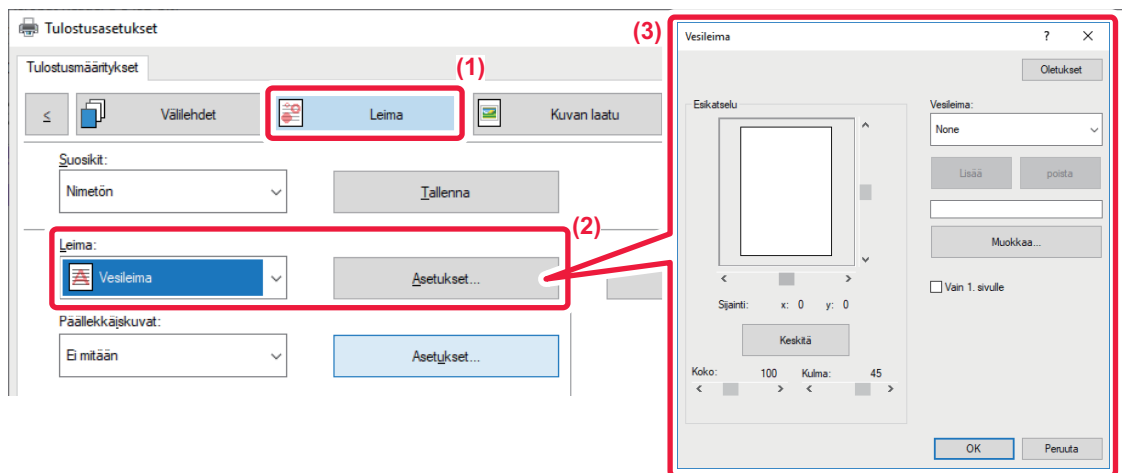 Tulostusasetukset
Tulostusmääritykset
(1)
≤
Välilehdet
Leima
Kuvan laatu
Suosikit:
Nimetön
Tallenna
(2)
Leima:
Vesileima
Asetukset...
Päällekkäiskuvat:
Ei mitään
Asetukset...
(3)
Vesileima
?
Oletukset
Esikatselu
Vesileima:
None
Lisää
poista
Muokkaa...
Vain 1. sivulle
Sijainti: x: 0 y: 0
Keskitä
Koko: 100 Kulma: 45
OK
Peruuta